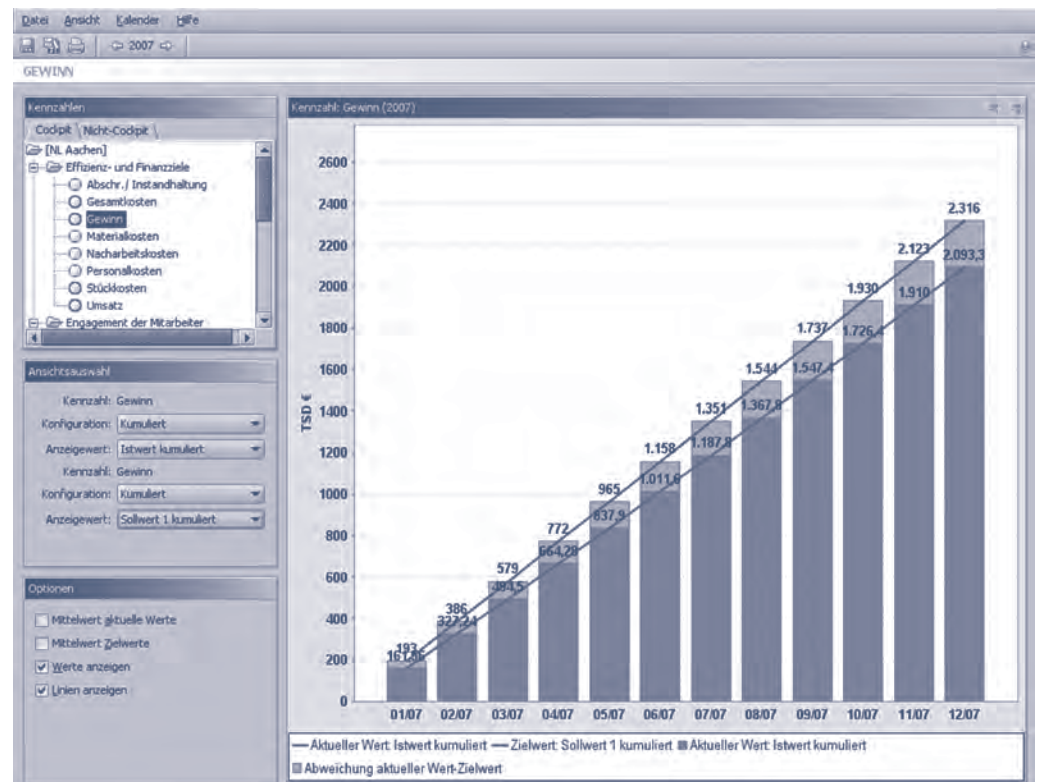 Datei Ansicht Kalender Hilfe
2007
GEWINN
Kennzahlen
Cockpit Nicht-Cockpit
[NL Aachen]
Effizienz- und Finanzziele
Abschr./ Instandhaltung
Gesamtkosten
Gewinn
Materialkosten
Nacharbeitskosten
Personalkosten
Stückkosten
Umsatz
Engagement der Mitarbeiter
Ansichtsauswahl
Kennzahl: Gewinn
Konfiguration: Kumuliert
Anzeigewert: Istwert kumuliert
Kennzahl: Gewinn
Konfiguration: Kumuliert
Anzeigewert: Sollwert 1 kumuliert
Optionen
Mittelwert aktuelle Werte
Mittelwert Zielwerte
Werte anzeigen
Linien anzeigen
Kennzahl: Gewinn (2007)
TSD €
2600
2400
2200
2000
1800
1600
1400
1200
1000
800
600
400
200
0
193
386
579
772
965
1.158
1.351
1.544
1.737
1.930
2.123
2.316
327,24
484,5
664,28
837,9
1.011,6
1.187,8
1.367,8
1.547,4
1.726,4
1.910
2.093,3
01/07 02/07 03/07 04/07 05/07 06/07 07/07 08/07 09/07 10/07 11/07 12/07
Aktueller Wert: Istwert kumuliert Zielwert: Sollwert 1 kumuliert Aktueller Wert: Istwert kumuliert
Abweichung aktueller Wert-Zielwert